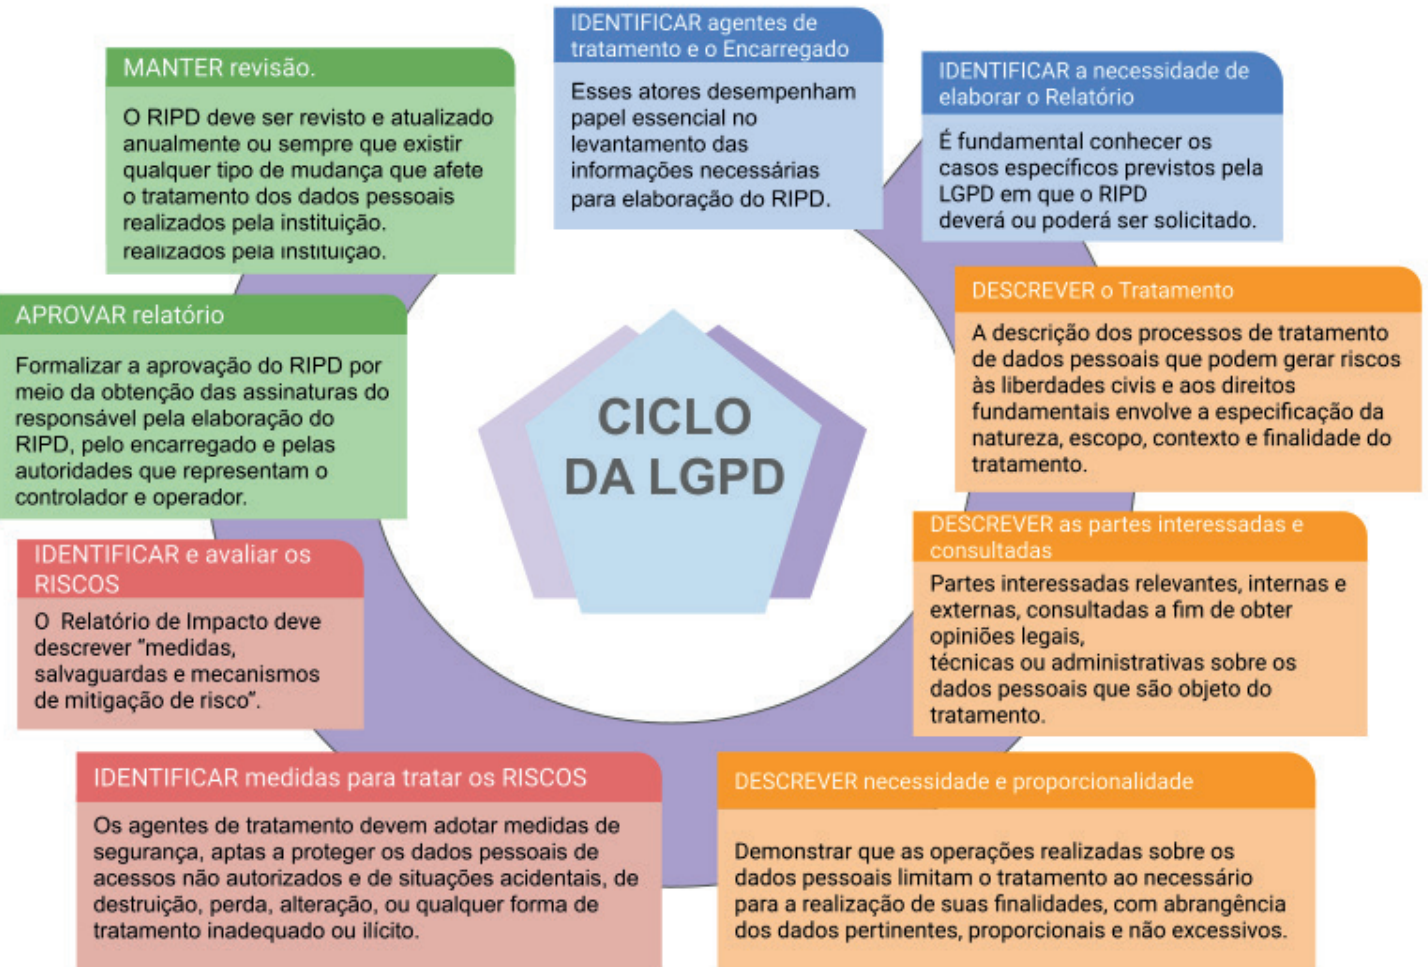 IDENTIFICAR agentes de
tratamento e o Encarregado
Esses atores desempenham
papel essencial no
levantamento das
informações necessárias
para elaboração do RIPD.
IDENTIFICAR a necessidade de
elaborar o Relatório
É fundamental conhecer os
casos específicos previstos pela
LGPD em que o RIPD
deverá ou poderá ser solicitado.
DESCREVER o Tratamento
A descrição dos processos de tratamento
de dados pessoais que podem gerar riscos
às liberdades civis e aos direitos
fundamentais envolve a especificação da
natureza, escopo, contexto e finalidade do
tratamento.
DESCREVER as partes interessadas e
consultadas
Partes interessadas relevantes, internas e
externas, consultadas a fim de obter
opiniões legais,
técnicas ou administrativas sobre os
dados pessoais que são objeto do
tratamento.
DESCREVER necessidade e proporcionalidade
Demonstrar que as operações realizadas sobre os
dados pessoais limitam o tratamento ao necessário
para a realização de suas finalidades, com abrangência
dos dados pertinentes, proporcionais e não excessivos.
IDENTIFICAR medidas para tratar os RISCOS
Os agentes de tratamento devem adotar medidas de
segurança, aptas a proteger os dados pessoais de
acessos não autorizados e de situações acidentais, de
destruição, perda, alteração, ou qualquer forma de
tratamento inadequado ou ilícito.
IDENTIFICAR e avaliar os
RISCOS
O Relatório de Impacto deve
descrever "medidas,
salvaguardas e mecanismos
de mitigação de risco".
APROVAR relatório
Formalizar a aprovação do RIPD por
meio da obtenção das assinaturas do
responsável pela elaboração do
RIPD, pelo encarregado e pelas
autoridades que representam o
controlador e operador.
MANTER revisão.
O RIPD deve ser revisto e atualizado
anualmente ou sempre que existir
qualquer tipo de mudança que afete
o tratamento dos dados pessoais
realizados pela instituição.
realizados pela instituição.
CICLO
DA LGPD